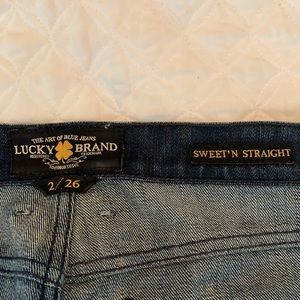 THE ART OF BLUE JEANS
LUCKY BRAND
SWEET'N STRAIGHT
2/26